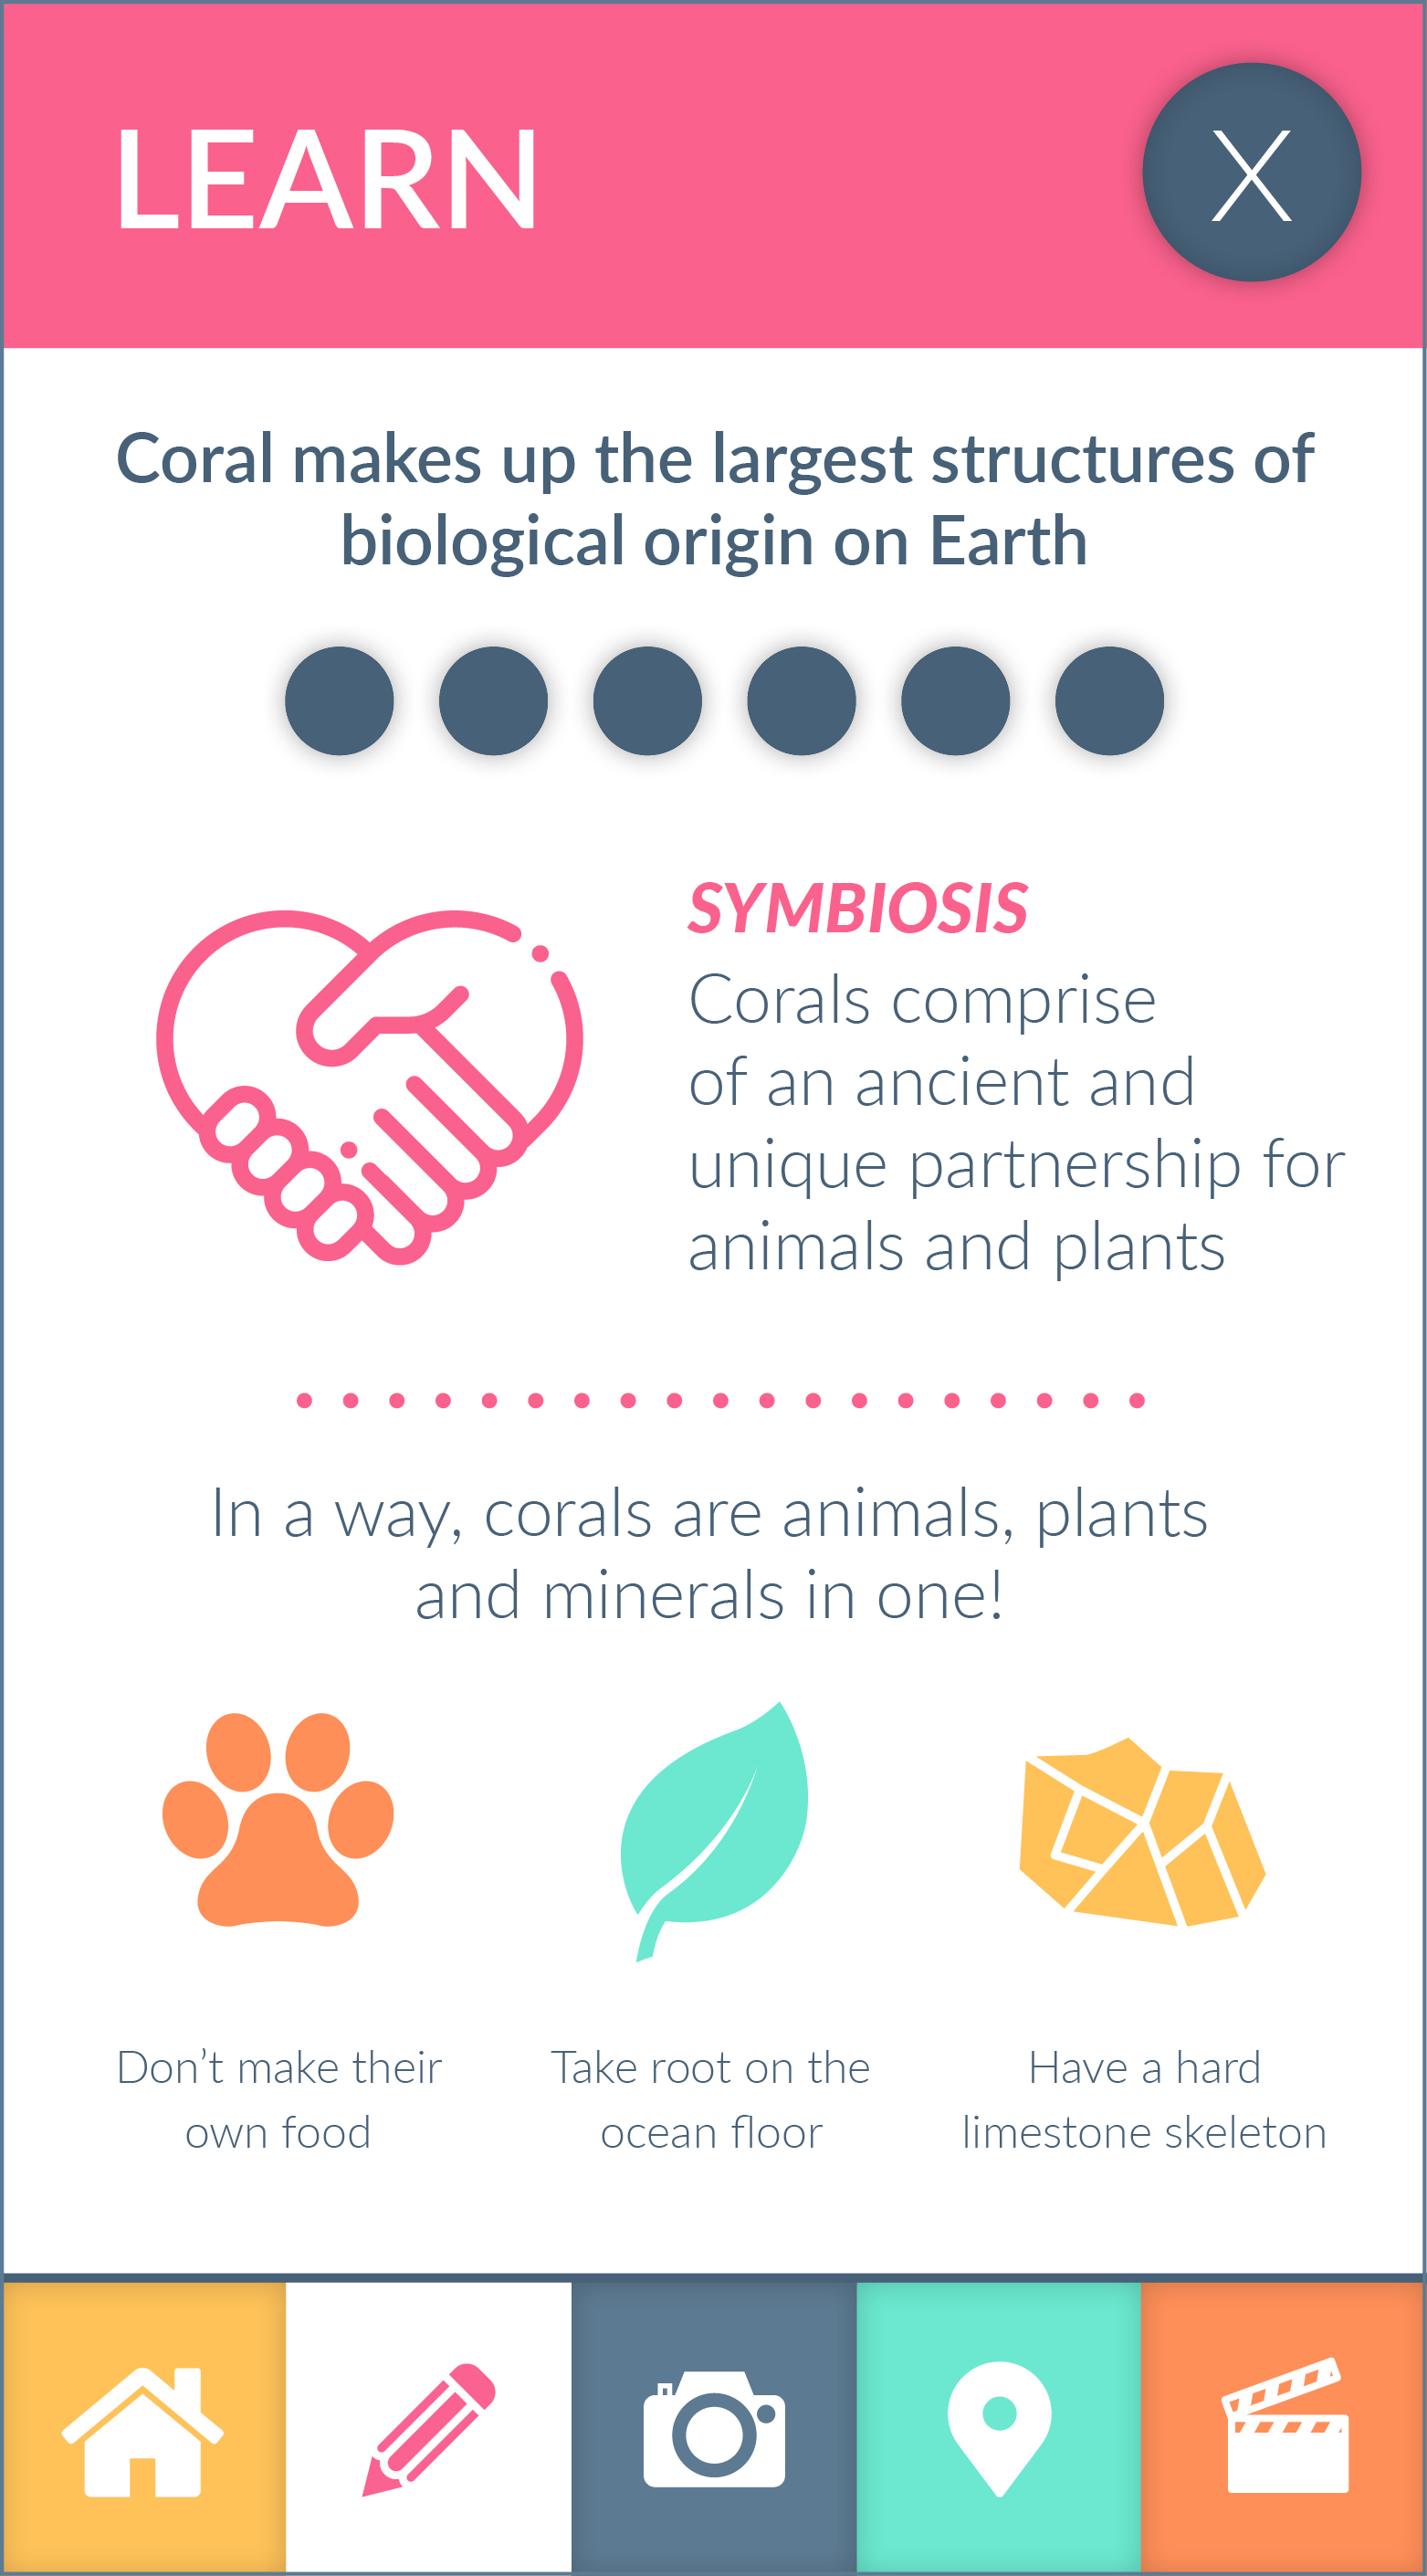 LEARN
X
Coral makes up the largest structures of
biological origin on Earth
SYMBIOSIS
Corals comprise
of an ancient and
unique partnership for
animals and plants
In a way, corals are animals, plants
and minerals in one!
Don’t make their
own food
Take root on the
ocean floor
Have a hard
limestone skeleton